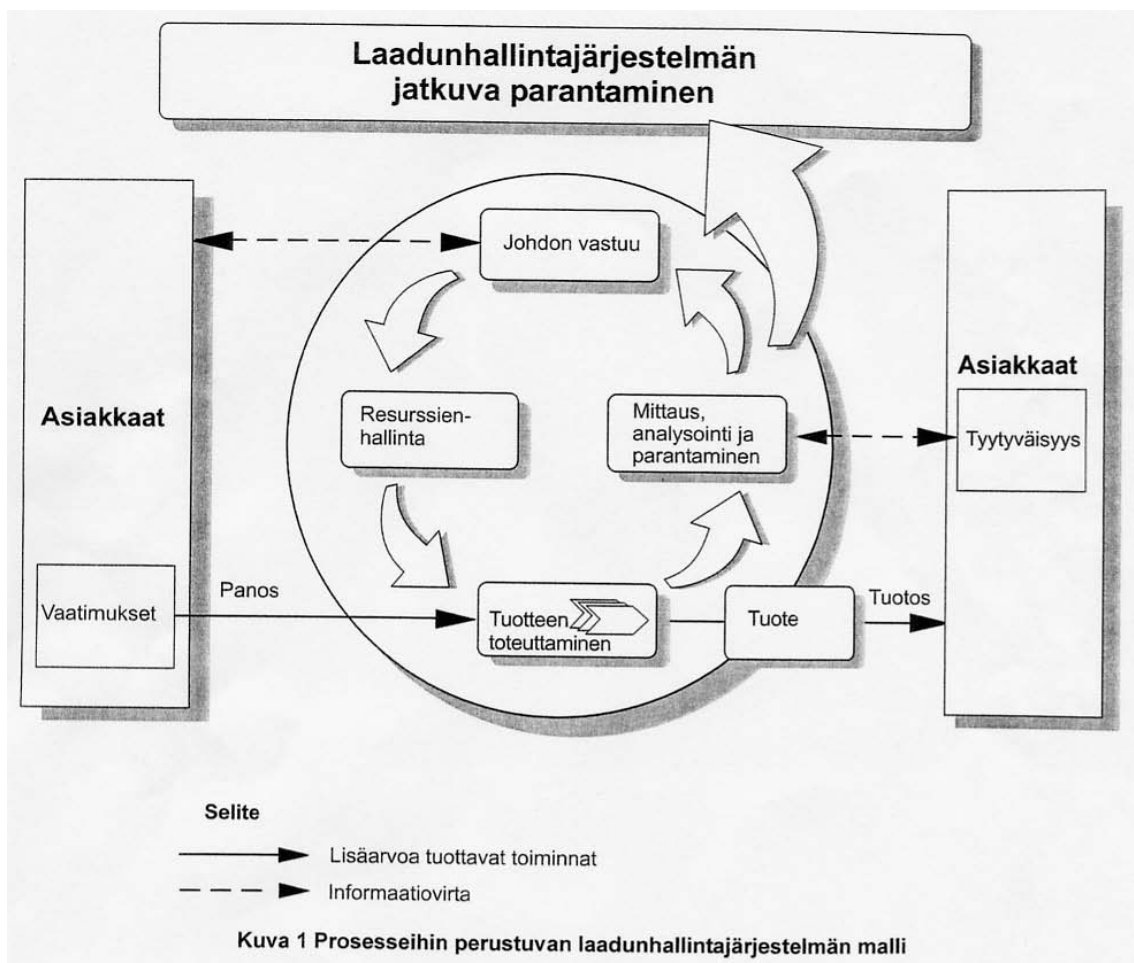 Laadunhallintajärjestelmän
jatkuva parantaminen
Johdon vastuu
Asiakkaat
Resurssien-
hallinta
Mittaus,
analysointi ja
parantaminen
Asiakkaat
Tyytyväisyys
Vaatimukset
Panos
Tuotteen
toteuttaminen
Tuote
Tuotos
Selite
Lisäarvoa tuottavat toiminnat
Informaatiovirta
Kuva 1 Prosesseihin perustuvan laadunhallintajärjestelmän malli